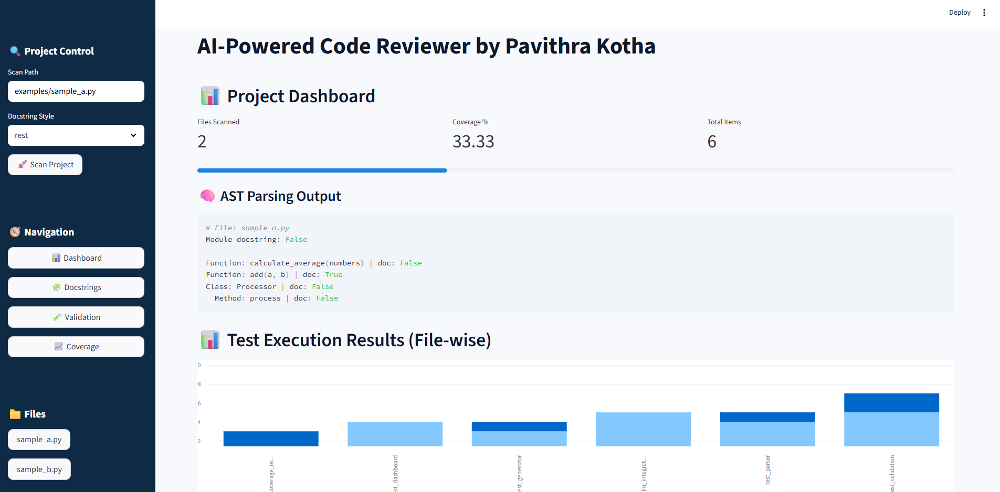 Deploy
Project Control
Scan Path
examples/sample_a.py
Docstring Style
rest
Scan Project
Navigation
Dashboard
Docstrings
Validation
Coverage
Files
sample_a.py
sample_b.py
AI-Powered Code Reviewer by Pavithra Kotha
Project Dashboard
Files Scanned
2
Coverage %
33.33
Total Items
6
AST Parsing Output
# File: sample_a.py
Module docstring: False
Function: calculate_average(numbers) | doc: False
Function: add(a, b) | doc: True
Class: Processor | doc: False
Method: process | doc: False
Test Execution Results (File-wise)
0
8
6
4
2
coverage_re…
st_dashboard
est_generotor
lm_integrat…
test_parser
est_validation